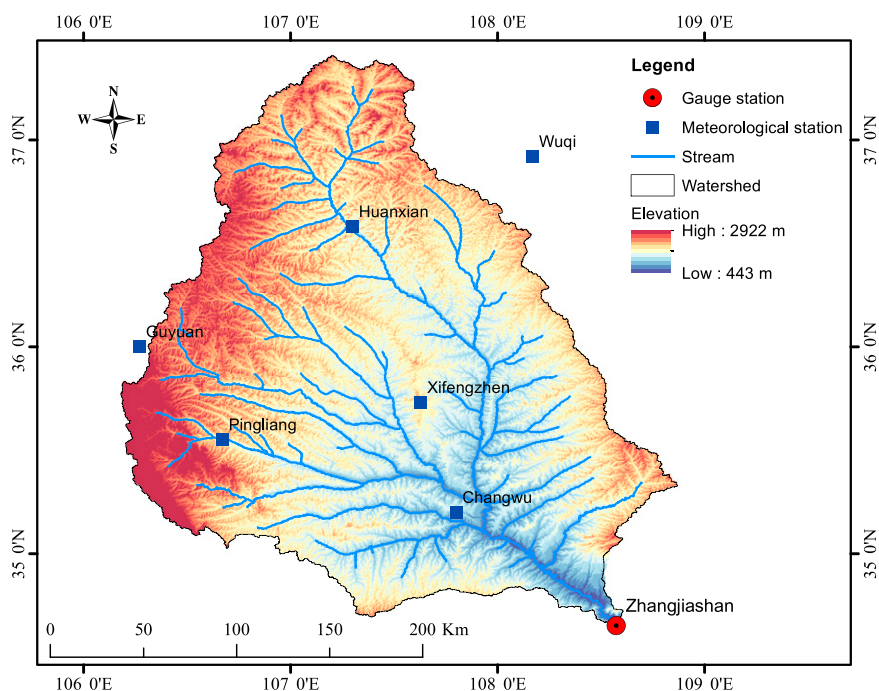 106 0'E 107 0'E 108 0'E 109 0'E
N
W E
S
37 0'N
36 0'N
35 0'N
Legend
Gauge station
Meteorological station
Stream
Watershed
Elevation
High : 2922 m
Low : 443 m
Wuqi
Huanxian
Guyuan
Xifengzhen
Pingliang
Changwu
Zhangjiashan
0 50 100 150 200 Km
37 0'N
36 0'N
35 0'N
106 0'E 107 0'E 108 0'E 109 0'E